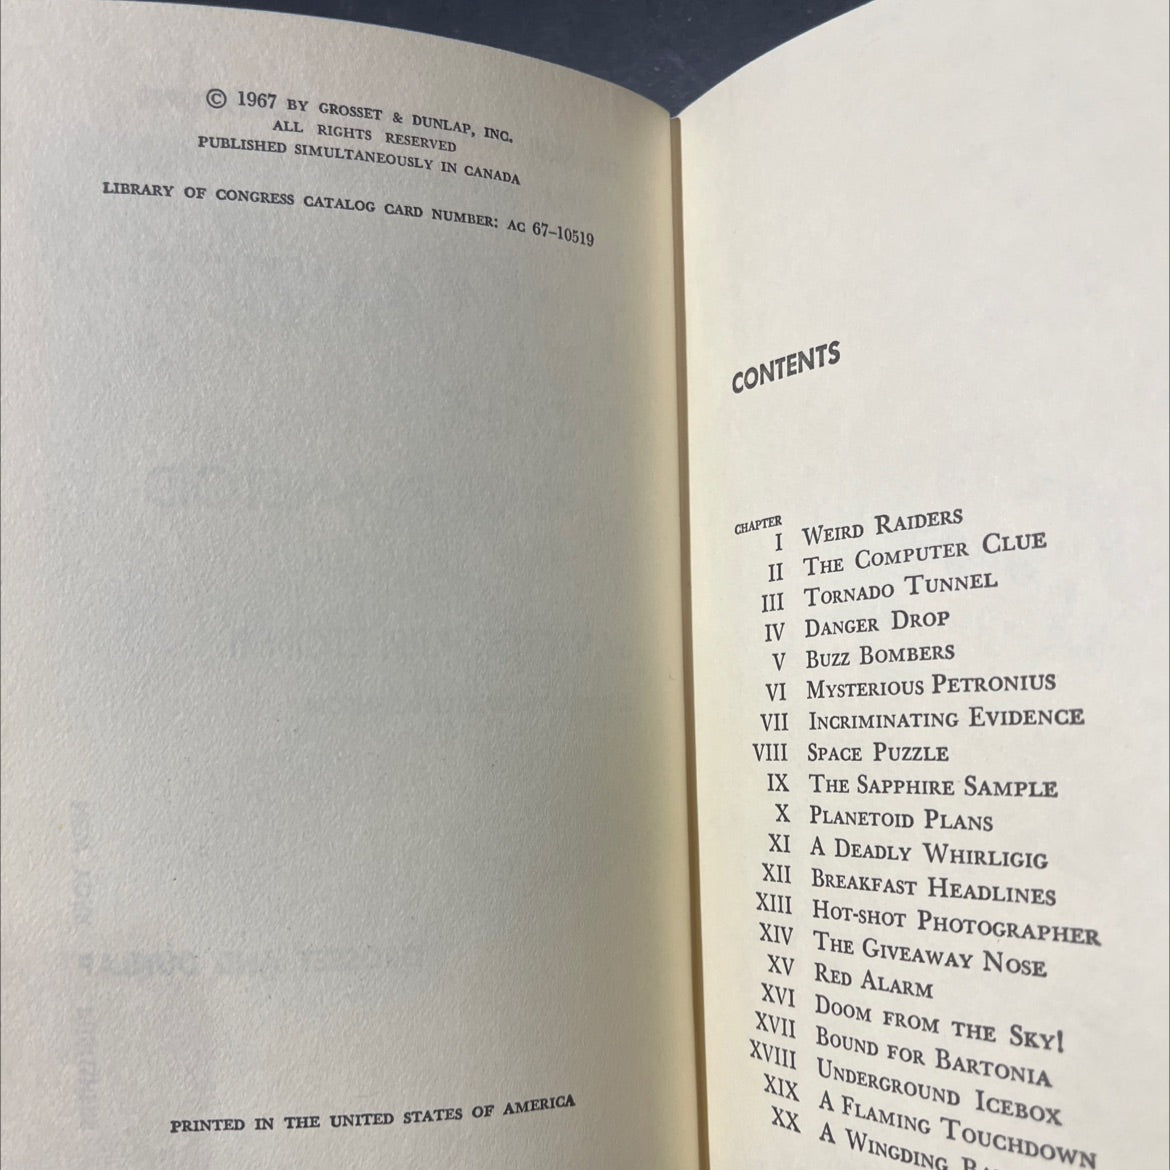 © 1967 BY GROSSET & DUNLAP, INC.
ALL RIGHTS RESERVED
PUBLISHED SIMULTANEOUSLY IN CANADA
LIBRARY OF CONGRESS CATALOG CARD NUMBER: AC 67–10519
PRINTED IN THE UNITED STATES OF AMERICA
CONTENTS
CHAPTER
I WEIRD RAIDERS
II THE COMPUTER CLUE
III TORNADO TUNNEL
IV DANGER DROP
V BUZZ BOMBERS
VI MYSTERIOUS PETRONIUS
VII INCRIMINATING EVIDENCE
VIII SPACE PUZZLE
IX THE SAPPHIRE SAMPLE
X PLANETOID PLANS
XI A DEADLY WHIRLIGIG
XII BREAKFAST HEADLINES
XIII HOT-SHOT PHOTOGRAPHER
XIV THE GIVEAWAY NOSE
XV RED ALARM
XVI DOOM FROM THE SKY!
XVII BOUND FOR BARTONIA
XVIII UNDERGROUND ICEBOX
XIX A FLAMING TOUCHDOWN
XX A WINGDING